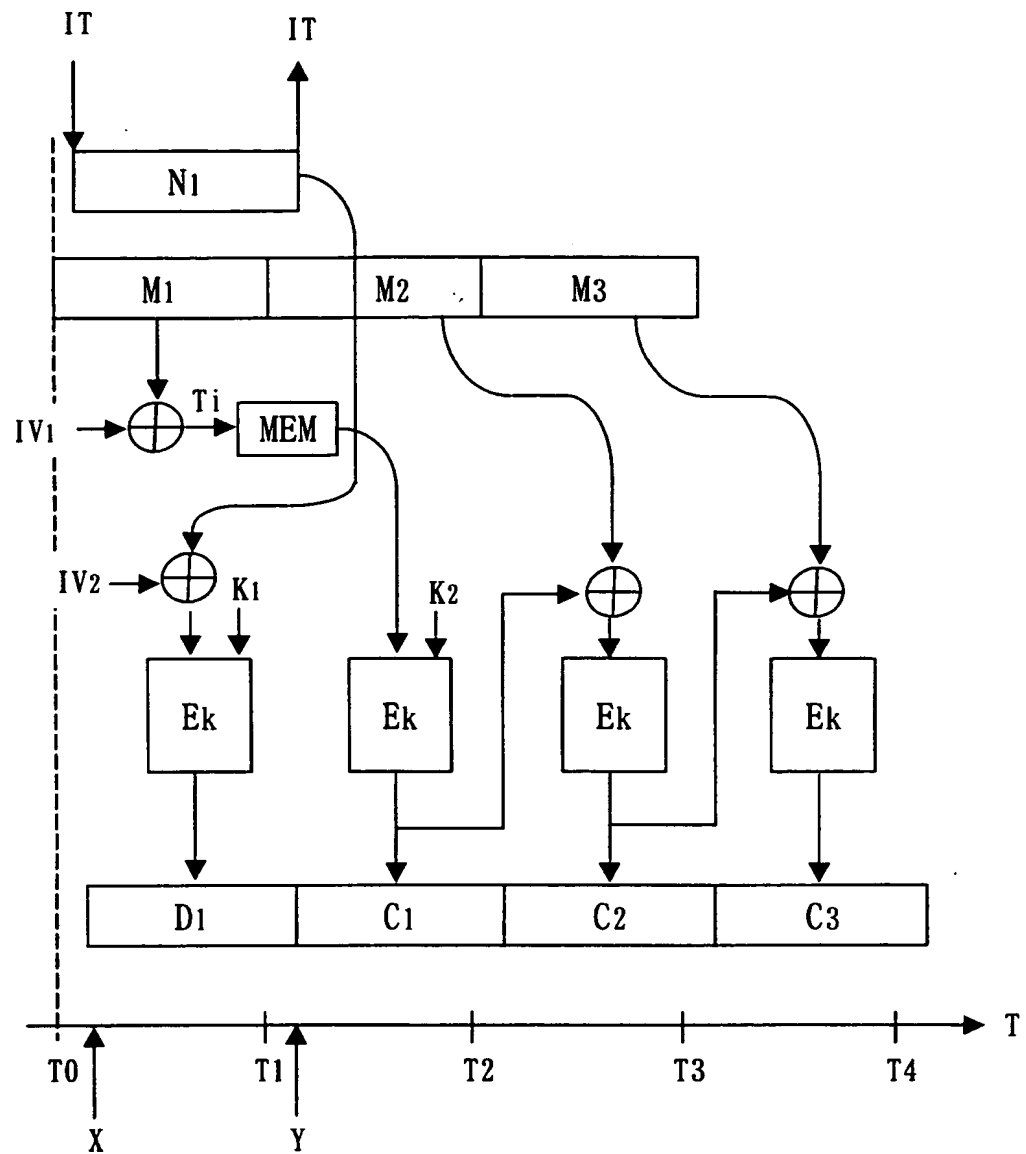 IT IT
N1
M1 M2 M3
Ti
IV1 MEM
IV2 K1 K2
Ek Ek Ek Ek
D1 C1 C2 C3
T
T0 T1 T2 T3 T4
X Y